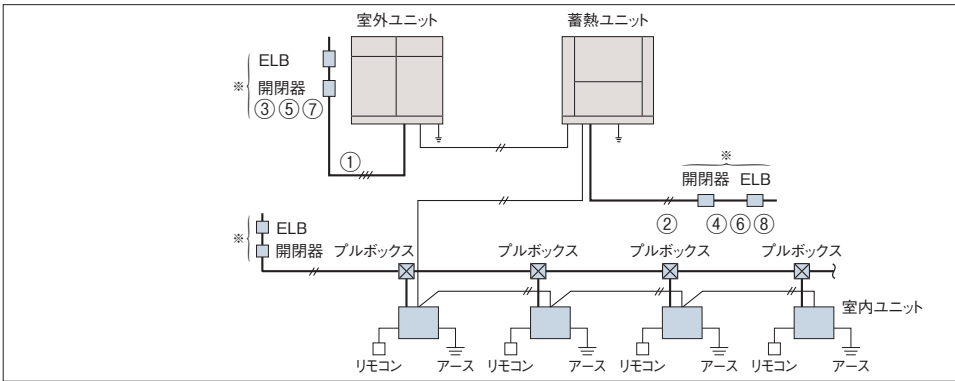 室外ユニット
蓄熱ユニット
ELB
※
開閉器
③⑤⑦
①
※
開閉器 ELB
② ④⑥⑧
ELB
※
開閉器
プルボックス プルボックス プルボックス プルボックス
室内ユニット
リモコン アース リモコン アース リモコン アース リモコン アース